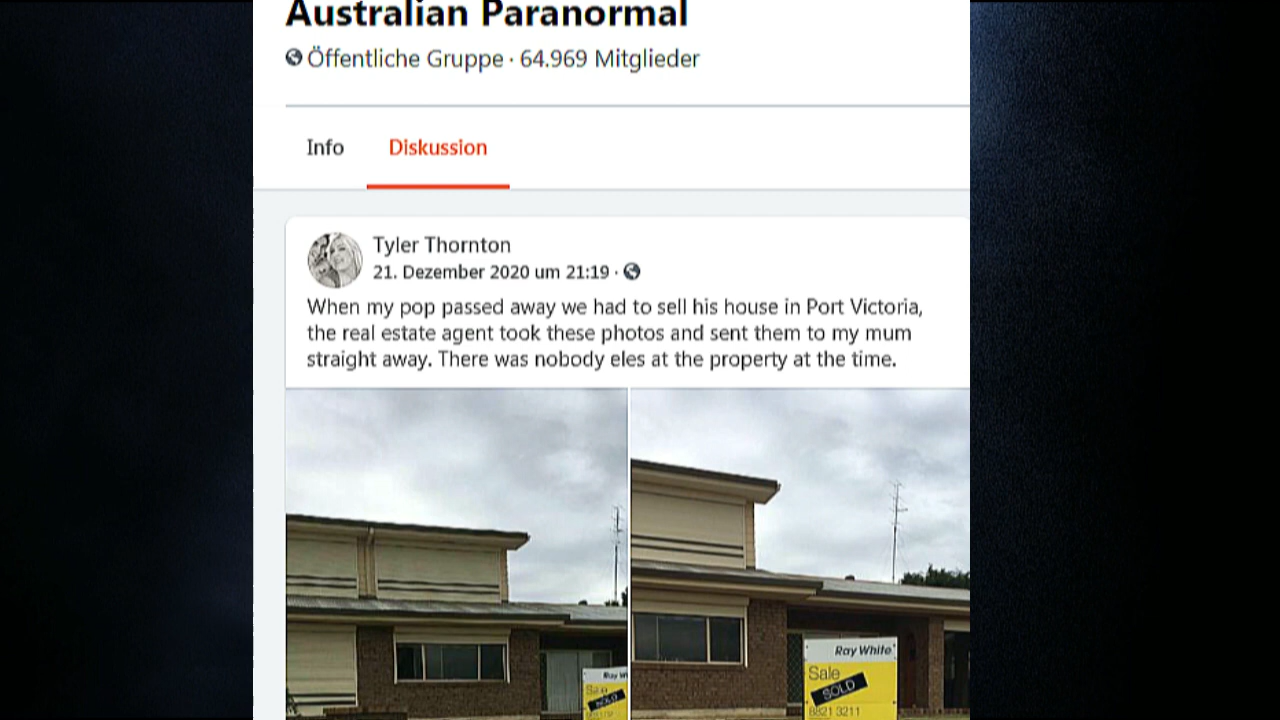 Australian Paranormal
Öffentliche Gruppe · 64.969 Mitglieder
Info
Diskussion
Tyler Thornton
21. Dezember 2020 um 21:19 ·
When my pop passed away we had to sell his house in Port Victoria,
the real estate agent took these photos and sent them to my mum
straight away. There was nobody eles at the property at the time.
Ray White
Sale
SOLD
8821 3211
Ray W
Sale
SOLD